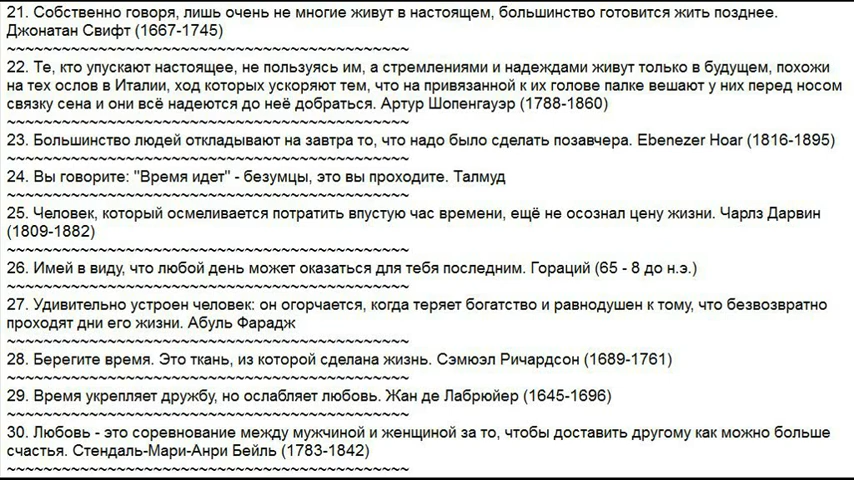 21. Собственно говоря, лишь очень не многие живут в настоящем, большинство готовится жить позднее.
Джонатан Свифт (1667-1745)
~~~~~~~~~~~~~~~~~~~~~~~~~~~~~~~~~~~~~~~~~~~~
22. Те, кто упускают настоящее, не пользуясь им, а стремлениями и надеждами живут только в будущем, похожи
на тех ослов в Италии, ход которых ускоряют тем, что на привязанной к их голове палке вешают у них перед носом
связку сена и они всё надеются до неё добраться. Артур Шопенгауэр (1788-1860)
~~~~~~~~~~~~~~~~~~~~~~~~~~~~~~~~~~~~~~~~~~~~
23. Большинство людей откладывают на завтра то, что надо было сделать позавчера. Ebenezer Hoar (1816-1895)
~~~~~~~~~~~~~~~~~~~~~~~~~~~~~~~~~~~~~~~~~~~~
24. Вы говорите: "Время идет" - безумцы, это вы проходите. Талмуд
~~~~~~~~~~~~~~~~~~~~~~~~~~~~~~~~~~~~~~~~~~~~
25. Человек, который осмеливается потратить впустую час времени, ещё не осознал цену жизни. Чарлз Дарвин
(1809-1882)
~~~~~~~~~~~~~~~~~~~~~~~~~~~~~~~~~~~~~~~~~~~~
26. Имей в виду, что любой день может оказаться для тебя последним. Гораций (65 - 8 до н.э.)
~~~~~~~~~~~~~~~~~~~~~~~~~~~~~~~~~~~~~~~~~~~~
27. Удивительно устроен человек: он огорчается, когда теряет богатство и равнодушен к тому, что безвозвратно
проходят дни его жизни. Абуль Фарадж
~~~~~~~~~~~~~~~~~~~~~~~~~~~~~~~~~~~~~~~~~~~~
28. Берегите время. Это ткань, из которой сделана жизнь. Сэмюэл Ричардсон (1689-1761)
~~~~~~~~~~~~~~~~~~~~~~~~~~~~~~~~~~~~~~~~~~~~
29. Время укрепляет дружбу, но ослабляет любовь. Жан де Лабрюйер (1645-1696)
~~~~~~~~~~~~~~~~~~~~~~~~~~~~~~~~~~~~~~~~~~~~
30. Любовь - это соревнование между мужчиной и женщиной за то, чтобы доставить другому как можно больше
счастья. Стендаль-Мари-Анри Бейль (1783-1842)
~~~~~~~~~~~~~~~~~~~~~~~~~~~~~~~~~~~~~~~~~~~~